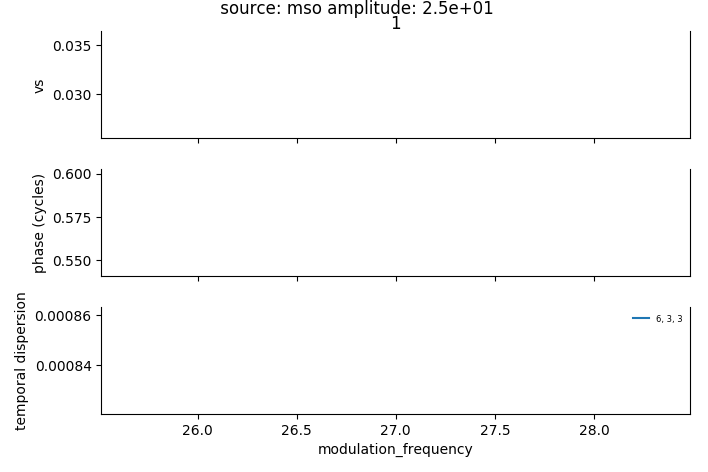 source: mso amplitude: 2.5e+01
1
0.035
0.030
vs
0.600
0.575
0.550
phase (cycles)
0.00086
0.00084
temporal dispersion
6, 3, 3
26.0 26.5 27.0 27.5 28.0
modulation_frequency